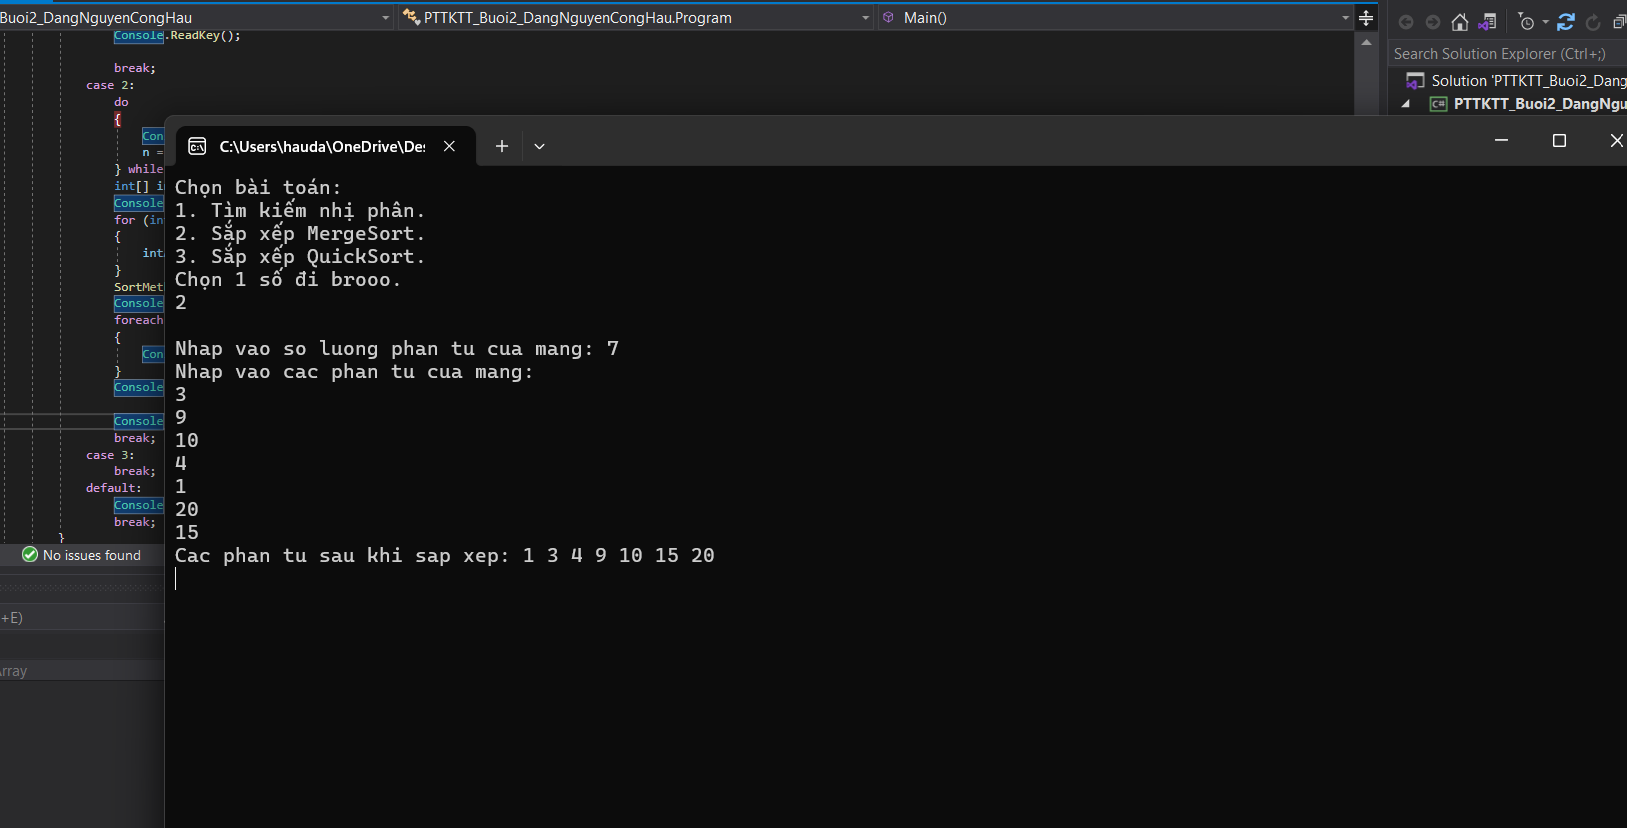 Buoi2_DangNguyenCongHau
PTTKTT_Buoi2_DangNguyenCongHau.Program
Main()
Search Solution Explorer (Ctrl+;)
Solution 'PTTKTT_Buoi2_Dang
C# PTTKTT_Buoi2_DangNgu
Console.ReadKey();
break;
case 2:
do
{
Con
n =
} while
int[] i
Console
for (in
{
int
}
SortMet
Console
foreach
{
Con
}
Console
Console
break;
case 3:
break;
default:
Console
break;
}
No issues found
+E)
rray
C:\Users\hauda\OneDrive\De
Chọn bài toán:
1. Tìm kiếm nhị phân.
2. Sắp xếp MergeSort.
3. Sắp xếp QuickSort.
Chọn 1 số đi brooo.
2
Nhap vao so luong phan tu cua mang: 7
Nhap vao cac phan tu cua mang:
3
9
10
4
1
20
15
Cac phan tu sau khi sap xep: 1 3 4 9 10 15 20